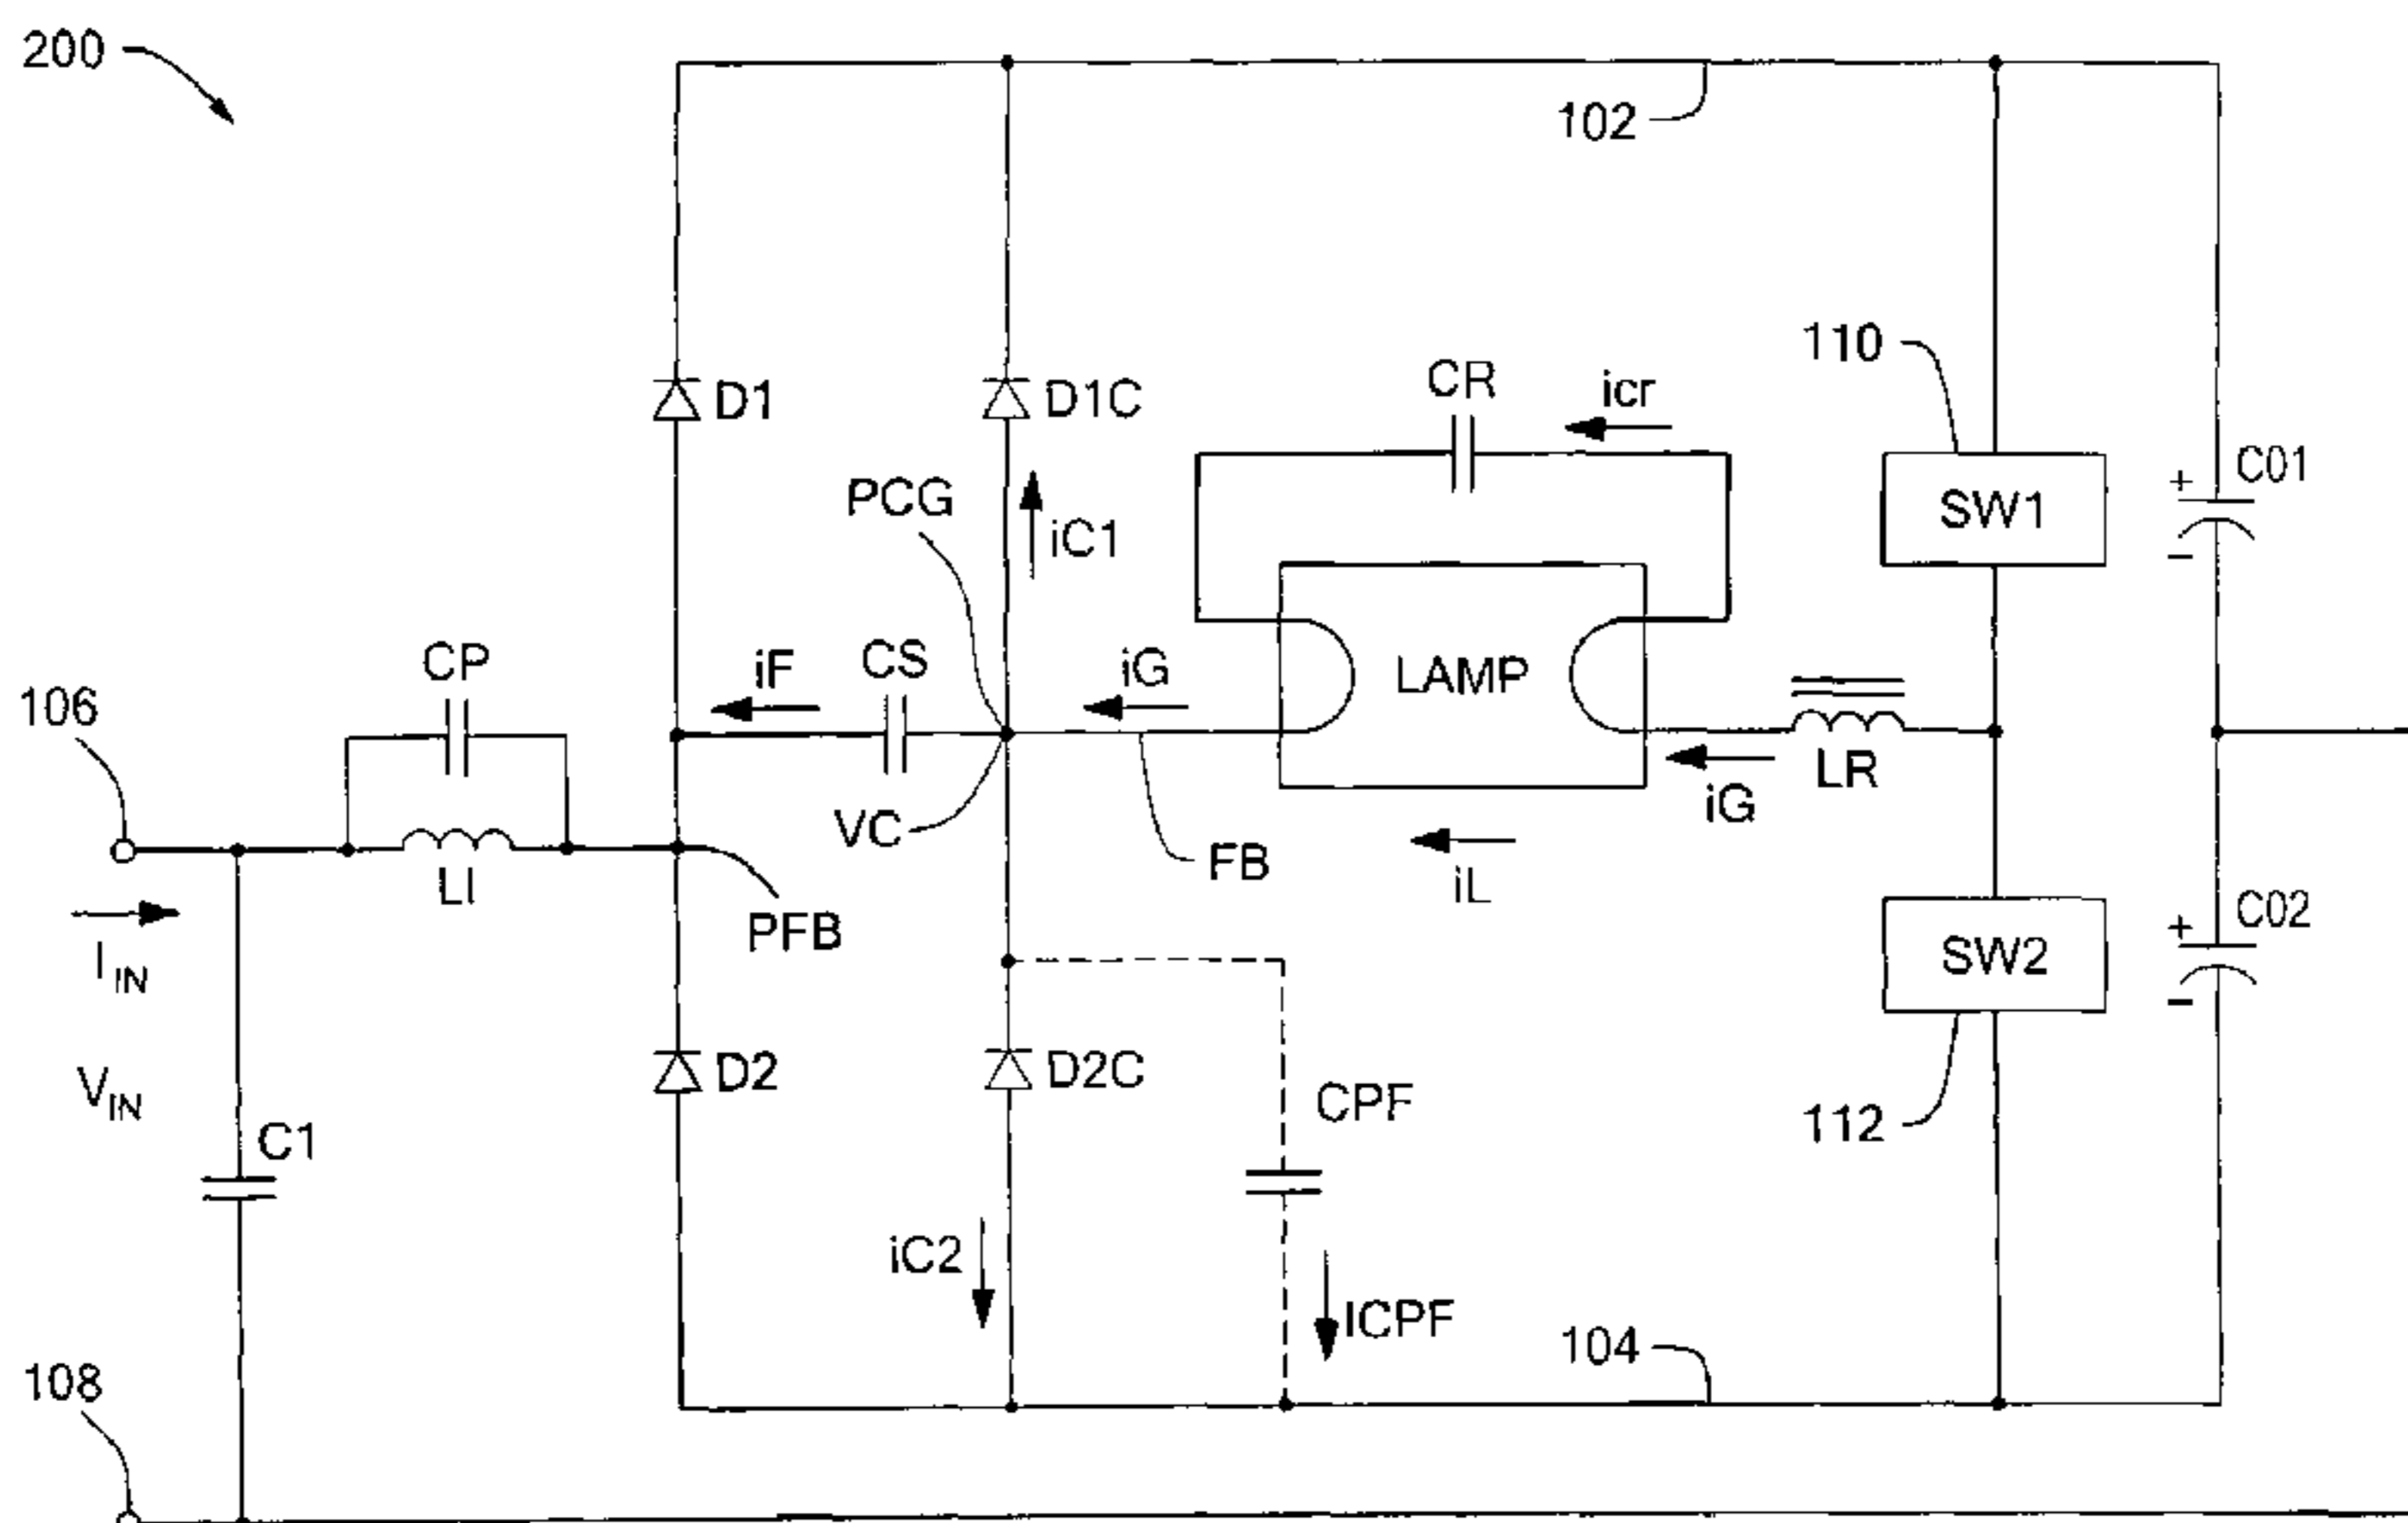 200
102
110
CR
icr
D1
D1C
C01
+
PCG
SW1
iC1
-
CP
iF
CS
iG
LAMP
106
VC
iG
LR
LI
FB
iL
PFB
C02
+
I IN
SW2
-
D2
D2C
VIN
CPF
112
C1
iC2
ICPF
104
108